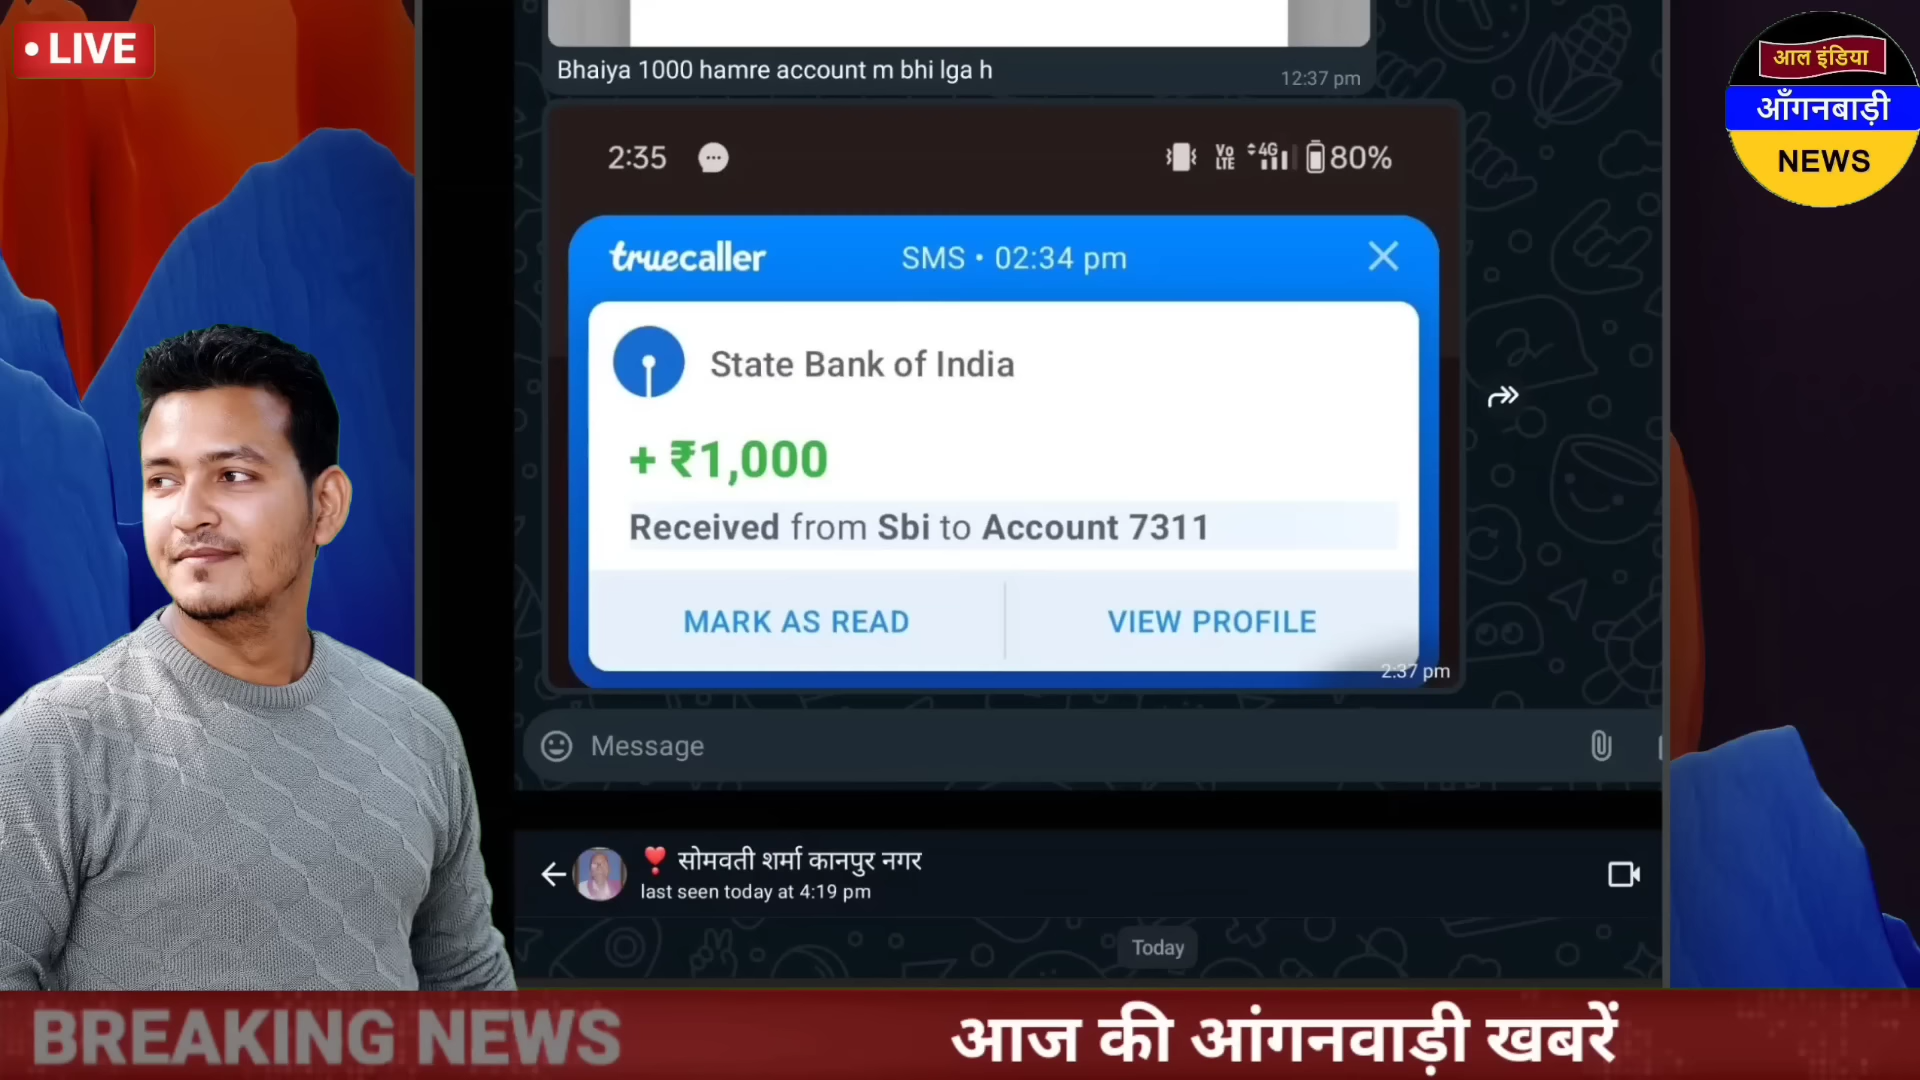 • LIVE
Bhaiya 1000 hamre account m bhi lga h
12:37 pm
आल इंडिया
आँगनबाड़ी
NEWS
2:35
Vo LTE 4G 80%
truecaller
SMS • 02:34 pm
State Bank of India
+ ₹1,000
Received from Sbi to Account 7311
MARK AS READ
VIEW PROFILE
2:37 pm
Message
सोमवती शर्मा कानपुर नगर
last seen today at 4:19 pm
Today
BREAKING NEWS
आज की आंगनवाड़ी खबरें